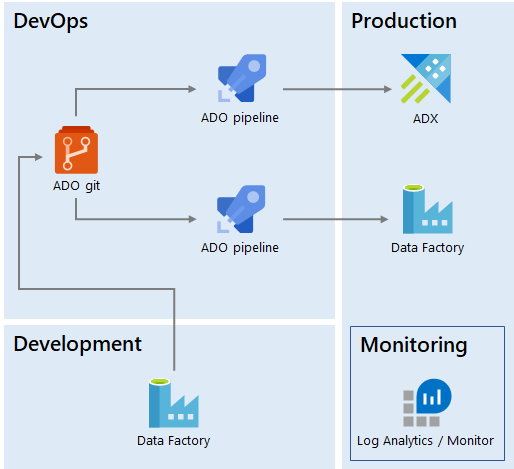 DevOps
Production
ADO pipeline
ADX
ADO git
ADO pipeline
Data Factory
Development
Data Factory
Monitoring
Log Analytics / Monitor